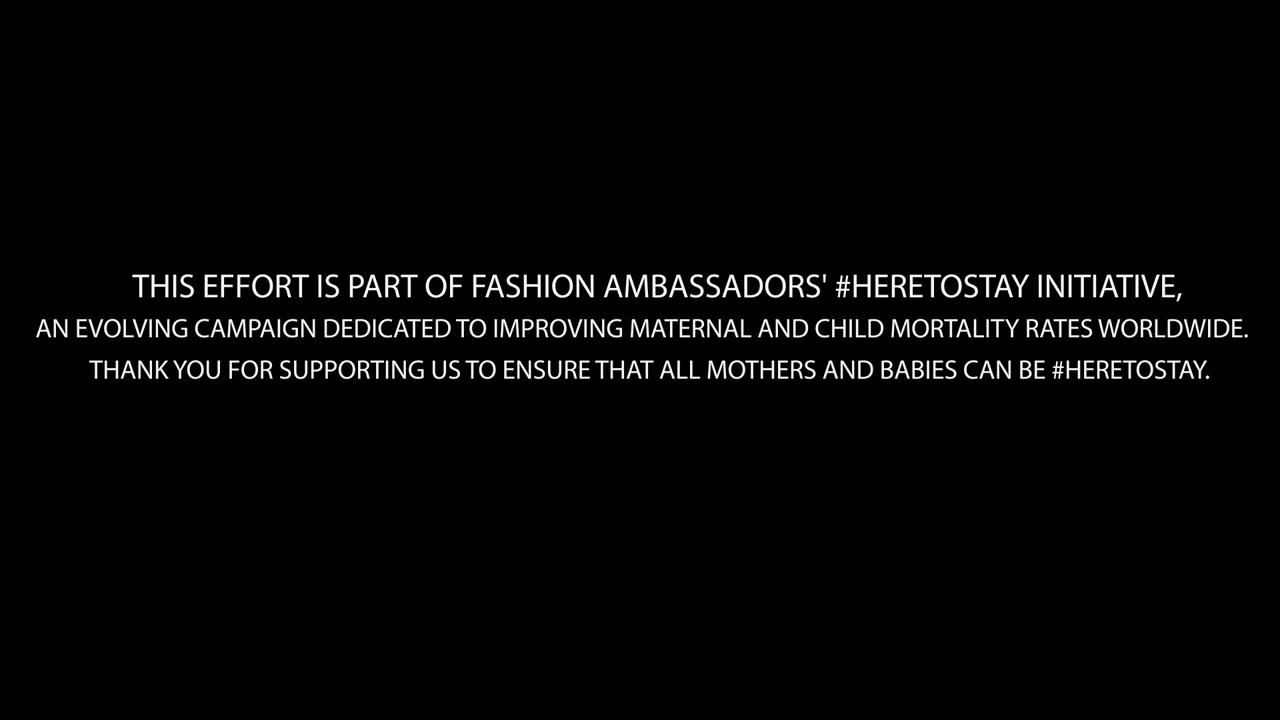 THIS EFFORT IS PART OF FASHION AMBASSADORS' #HERETOSTAY INITIATIVE,
AN EVOLVING CAMPAIGN DEDICATED TO IMPROVING MATERNAL AND CHILD MORTALITY RATES WORLDWIDE.
THANK YOU FOR SUPPORTING US TO ENSURE THAT ALL MOTHERS AND BABIES CAN BE #HERETOSTAY.